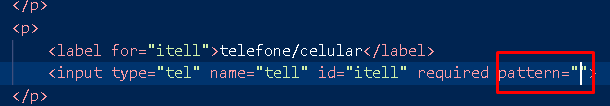 </p>
<p>
<label for="itell">telefone/celular</label>
<input type="tel" name="tell" id="itell" required pattern="">
</p>